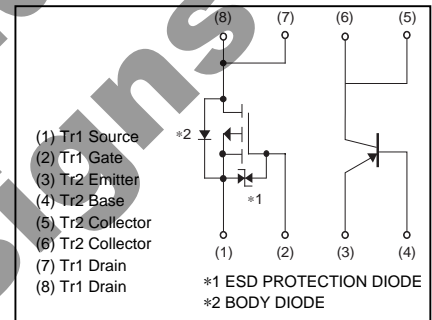 (8) (7) (6) (5)
(1) Tr1 Source
(2) Tr1 Gate
(3) Tr2 Emitter
(4) Tr2 Base
(5) Tr2 Collector
(6) Tr2 Collector
(7) Tr1 Drain
(8) Tr1 Drain
∗2
∗1
(1) (2) (3) (4)
∗1 ESD PROTECTION DIODE
∗2 BODY DIODE
signs